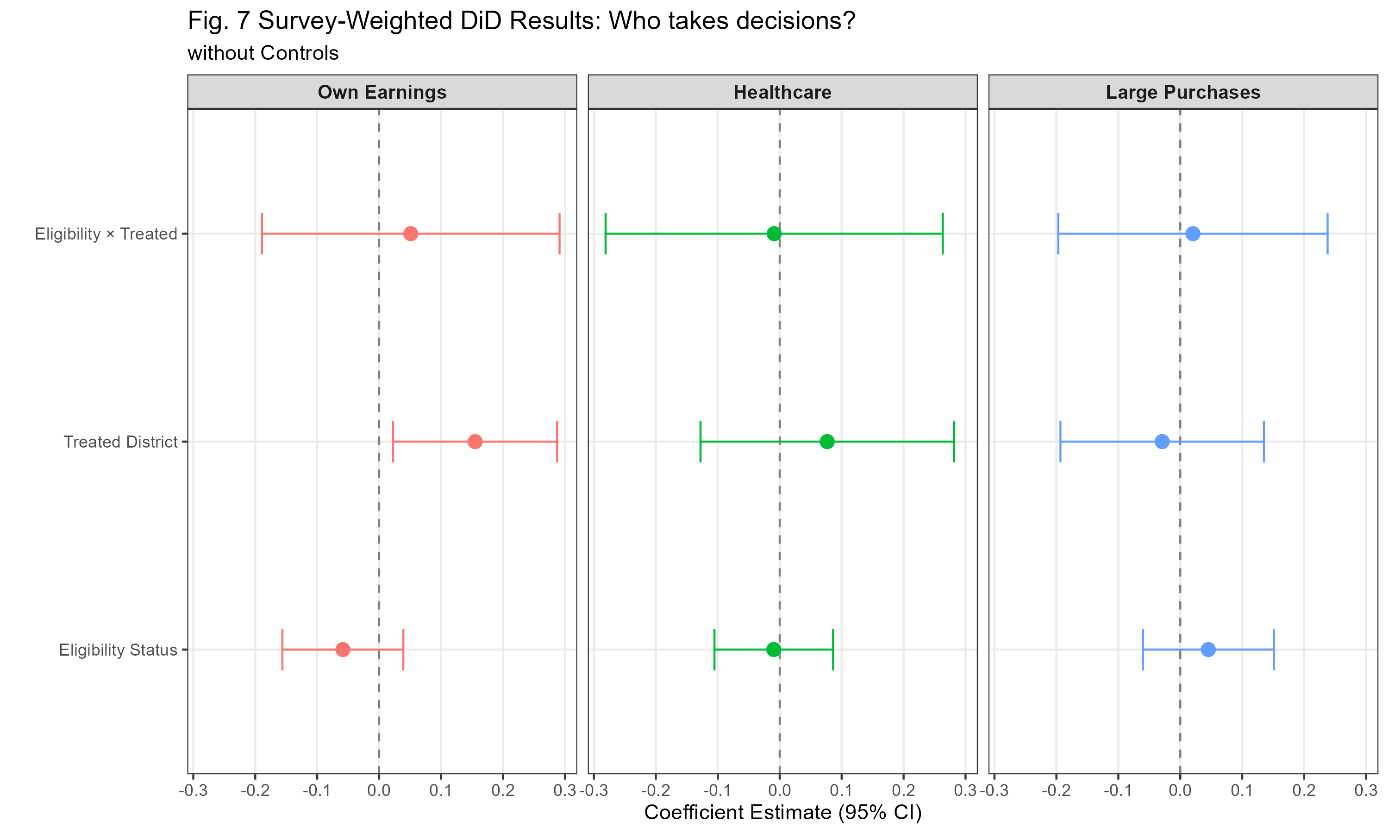 Fig. 7 Survey-Weighted DiD Results: Who takes decisions?
without Controls
Own Earnings
Healthcare
Large Purchases
Eligibility × Treated
Treated District
Eligibility Status
-0.3 -0.2 -0.1 0.0 0.1 0.2 0.3
-0.3 -0.2 -0.1 0.0 0.1 0.2 0.3
-0.3 -0.2 -0.1 0.0 0.1 0.2 0.3
Coefficient Estimate (95% CI)